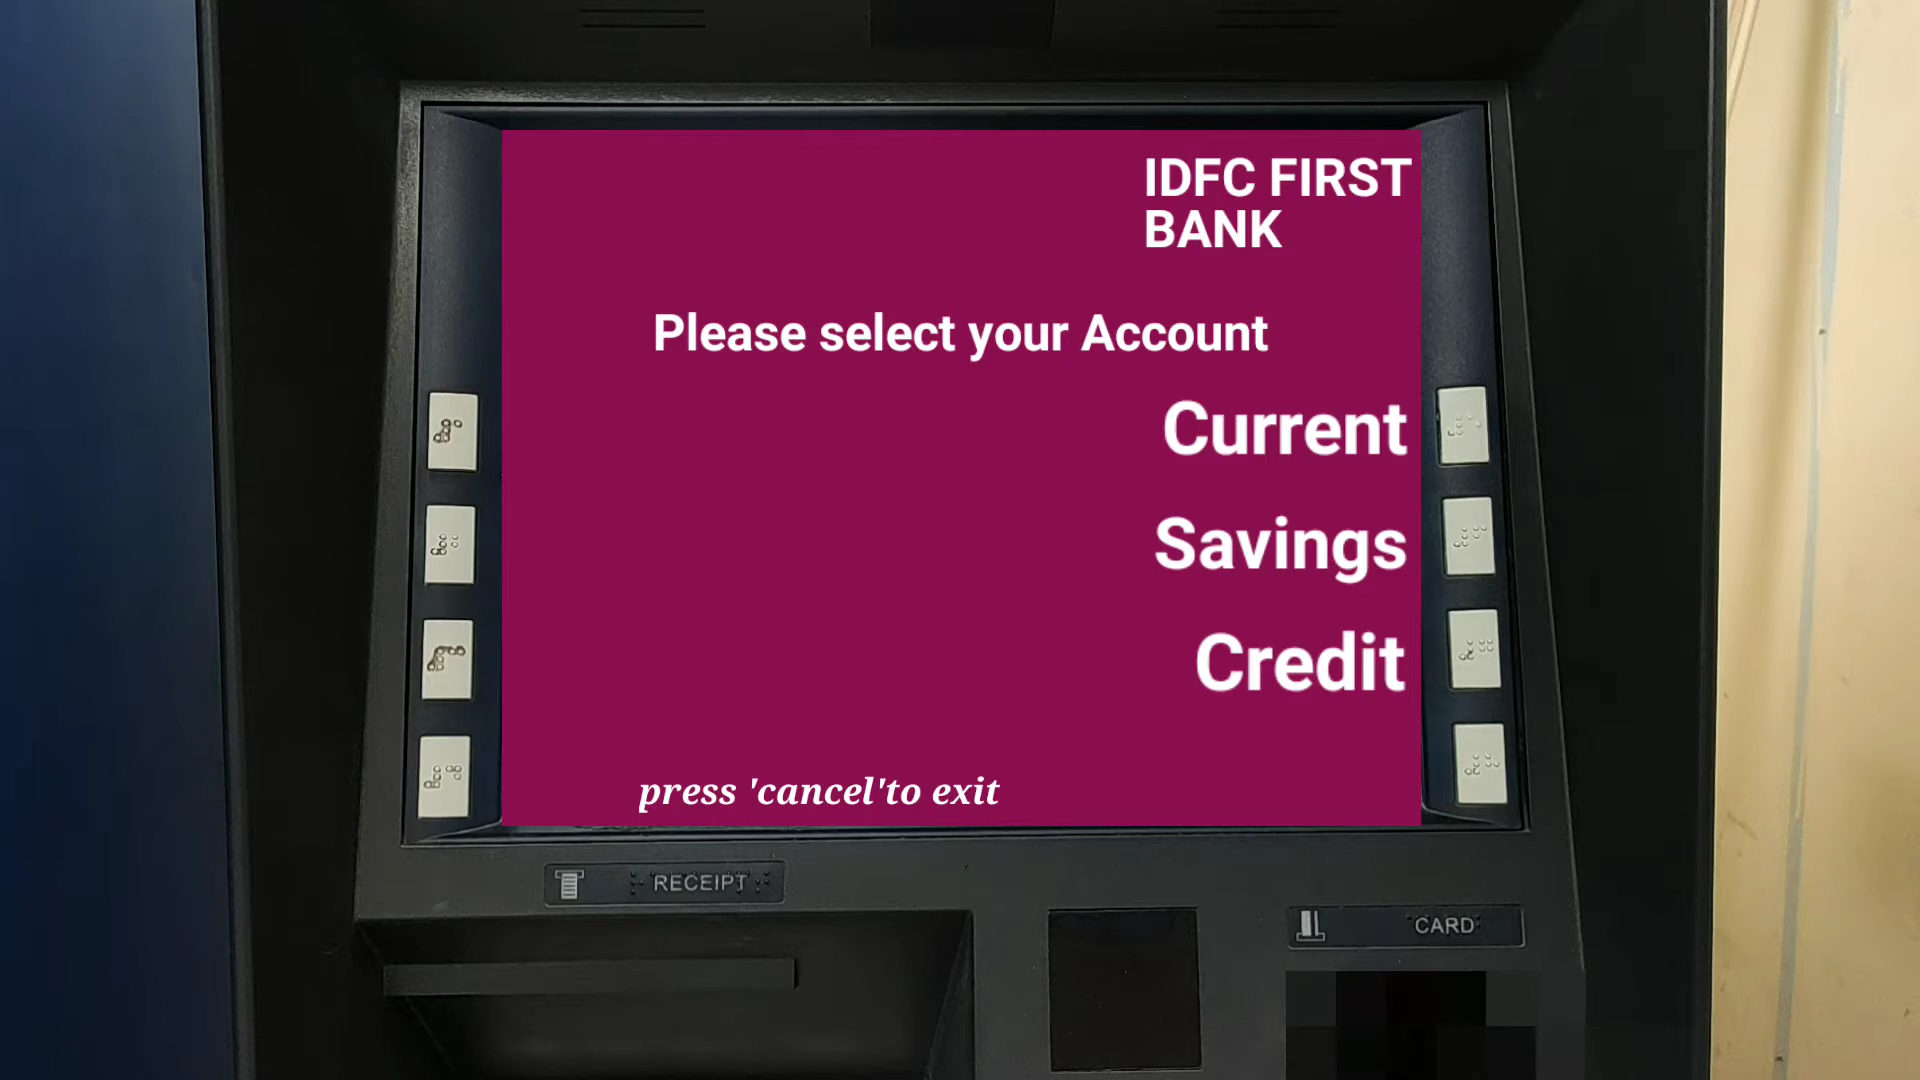 IDFC FIRST
BANK
Please select your Account
Current
Savings
Credit
press 'cancel'to exit
RECEIPT
CARD